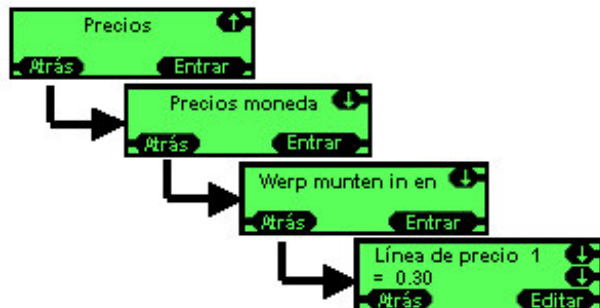 Precios
Atrás Entrar
Precios moneda
Atrás Entrar
Werp munten in en
Atrás Entrar
Línea de precio 1
= 0.30
Atrás Editar